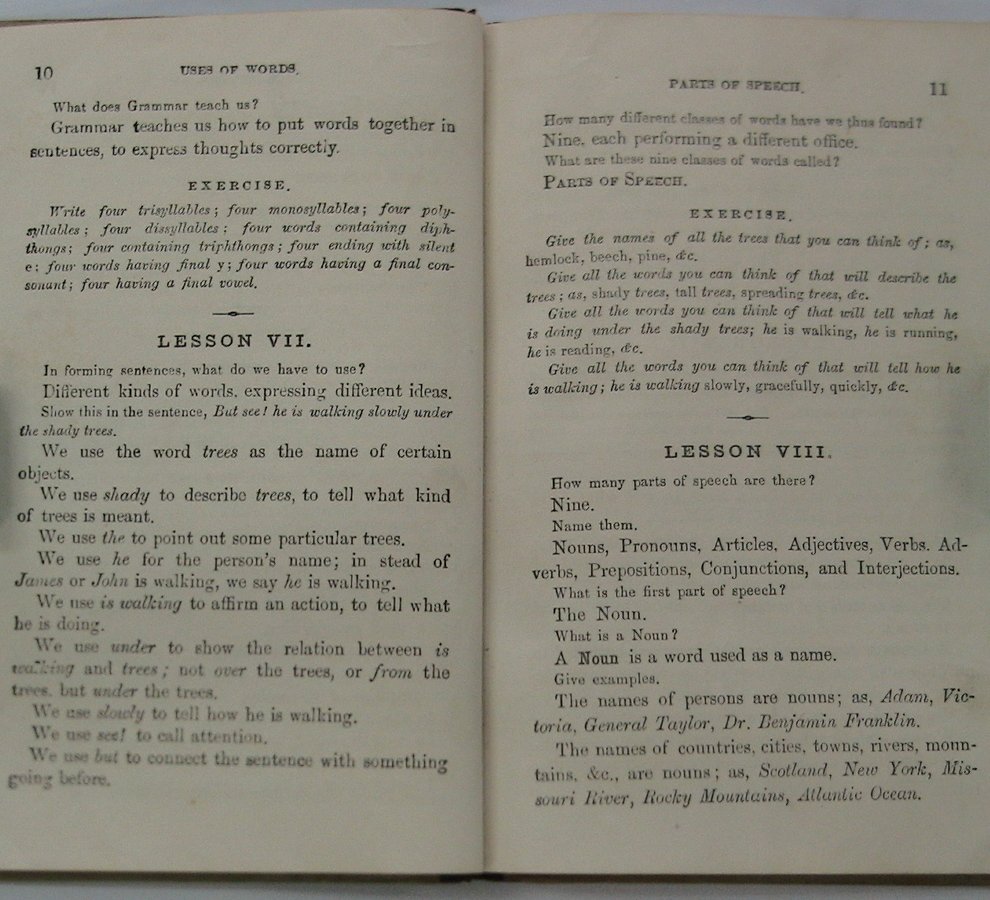 10
USES OF WORDS.
What does Grammar teach us?
Grammar teaches us how to put words together in
sentences, to express thoughts correctly.
EXERCISE.
Write four trisyllables; four monosyllables; four poly-
syllables; four dissyllables; four words containing diph-
thongs; four containing triphthongs; four ending with silent
e; four words having final y; four words having a final con-
sonant; four having a final vowel.
LESSON VII.
In forming sentences, what do we have to use?
Different kinds of words, expressing different ideas.
Show this in the sentence, But see! he is walking slowly under
the shady trees.
We use the word trees as the name of certain
objects.
We use shady to describe trees, to tell what kind
of trees is meant.
We use the to point out some particular trees.
We use he for the person's name; in stead of
James or John is walking, we say he is walking.
We use is walking to affirm an action, to tell what
he is doing.
We use under to show the relation between is
walking and trees; not over the trees, or from the
trees, but under the trees.
We use slowly to tell how he is walking.
We use see! to call attention.
We use but to connect the sentence with something
going before.
PARTS OF SPEECH.
11
How many different classes of words have we thus found?
Nine, each performing a different office.
What are these nine classes of words called?
PARTS OF SPEECH.
EXERCISE.
Give the names of all the trees that you can think of; as,
hemlock, beech, pine, &c.
Give all the words you can think of that will describe the
trees; as, shady trees, tall trees, spreading trees, &c.
Give all the words you can think of that will tell what he
is doing under the shady trees; he is walking, he is running,
he is reading, &c.
Give all the words you can think of that will tell how he
is walking; he is walking slowly, gracefully, quickly, &c.
LESSON VIII.
How many parts of speech are there?
Nine.
Name them.
Nouns, Pronouns, Articles, Adjectives, Verbs. Ad-
verbs, Prepositions, Conjunctions, and Interjections.
What is the first part of speech?
The Noun.
What is a Noun?
A Noun is a word used as a name.
Give examples.
The names of persons are nouns; as, Adam, Vic-
toria, General Taylor, Dr. Benjamin Franklin.
The names of countries, cities, towns, rivers, moun-
tains, &c., are nouns; as, Scotland, New York, Mis-
souri River, Rocky Mountains, Atlantic Ocean.